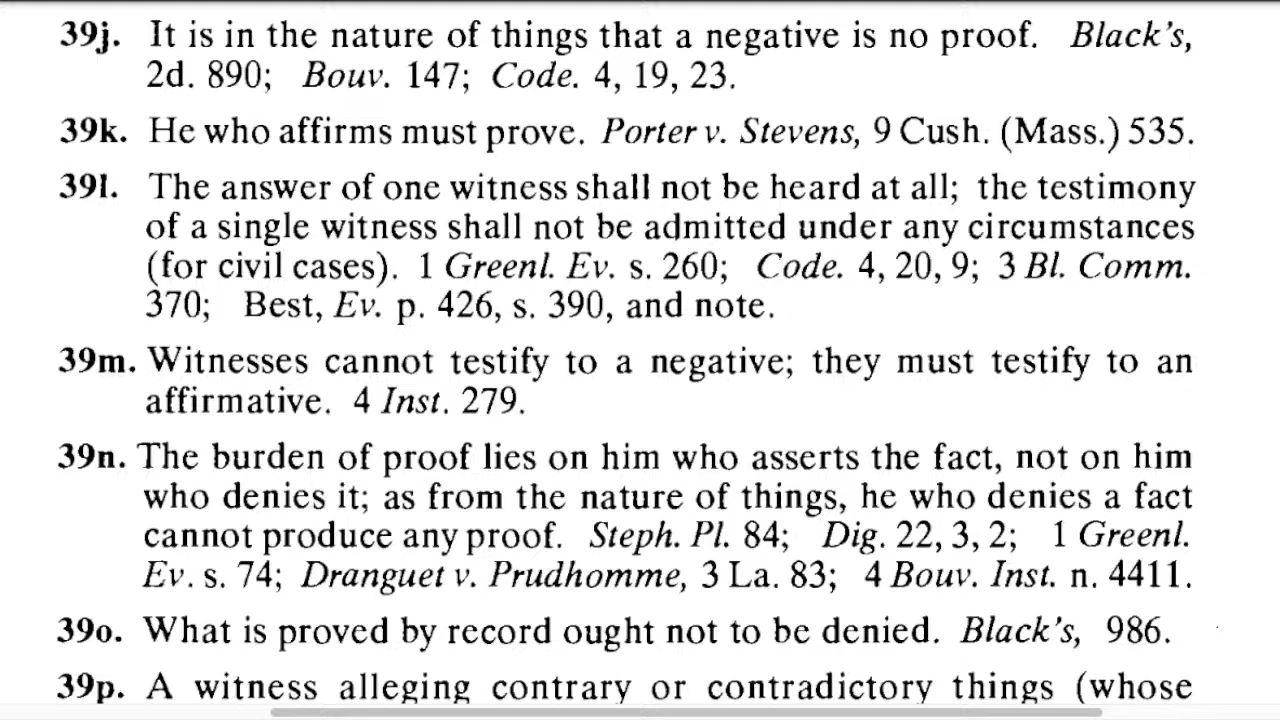 39j. It is in the nature of things that a negative is no proof. Black's,
2d. 890; Bouv. 147; Code. 4, 19, 23.
39k. He who affirms must prove. Porter v. Stevens, 9 Cush. (Mass.) 535.
39l. The answer of one witness shall not be heard at all; the testimony
of a single witness shall not be admitted under any circumstances
(for civil cases). 1 Greenl. Ev. s. 260; Code. 4, 20, 9; 3 Bl. Comm.
370; Best, Ev. p. 426, s. 390, and note.
39m. Witnesses cannot testify to a negative; they must testify to an
affirmative. 4 Inst. 279.
39n. The burden of proof lies on him who asserts the fact, not on him
who denies it; as from the nature of things, he who denies a fact
cannot produce any proof. Steph. Pl. 84; Dig. 22, 3, 2; 1 Greenl.
Ev. s. 74; Dranguet v. Prudhomme, 3 La. 83; 4 Bouv. Inst. n. 4411.
39o. What is proved by record ought not to be denied. Black's, 986.
39p. A witness alleging contrary or contradictory things (whose